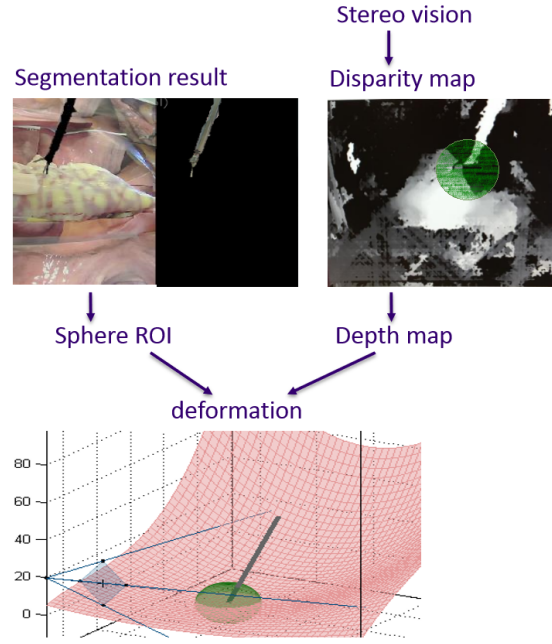 Stereo vision
Segmentation result
Disparity map
Sphere ROI
Depth map
deformation
80
60
40
20
0